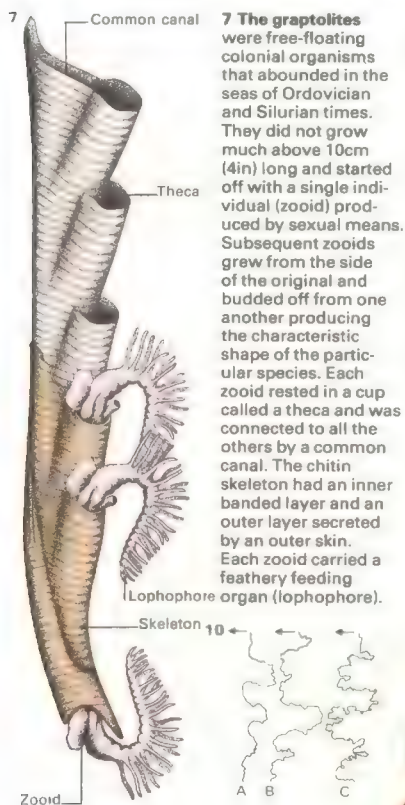 7
Common canal
Theca
Lophophore
Skeleton
Zooid
7 The graptolites
were free-floating
colonial organisms
that abounded in the
seas of Ordovician
and Silurian times.
They did not grow
much above 10cm
(4in) long and started
off with a single indi-
vidual (zooid) prod-
uced by sexual means.
Subsequent zooids
grew from the side
of the original and
budded off from one
another producing
the characteristic
shape of the partic-
ular species. Each
zooid rested in a cup
called a theca and was
connected to all the
others by a common
canal. The chitin
skeleton had an inner
banded layer and an
outer layer secreted
by an outer skin.
Each zooid carried a
feathery feeding
organ (lophophore).
10
A B C